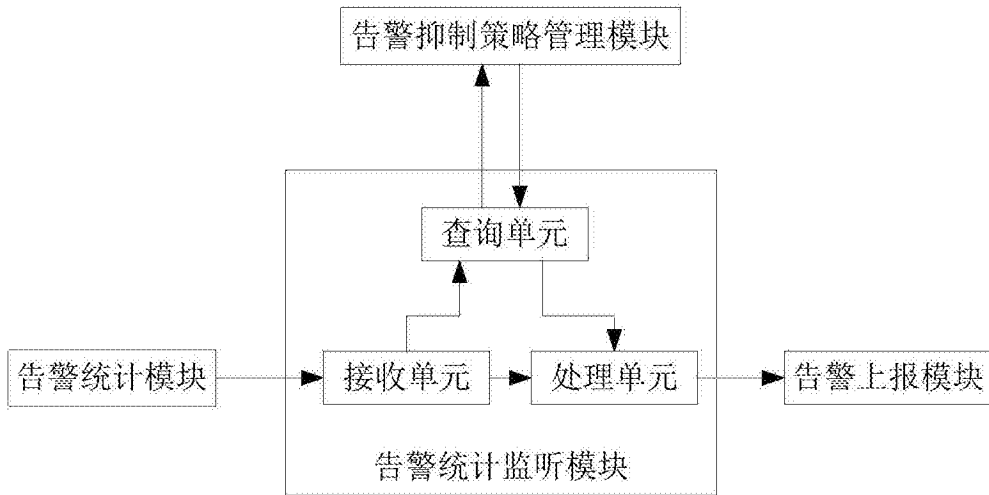 告警抑制策略管理模块
查询单元
告警统计模块
接收单元
处理单元
告警上报模块
告警统计监听模块